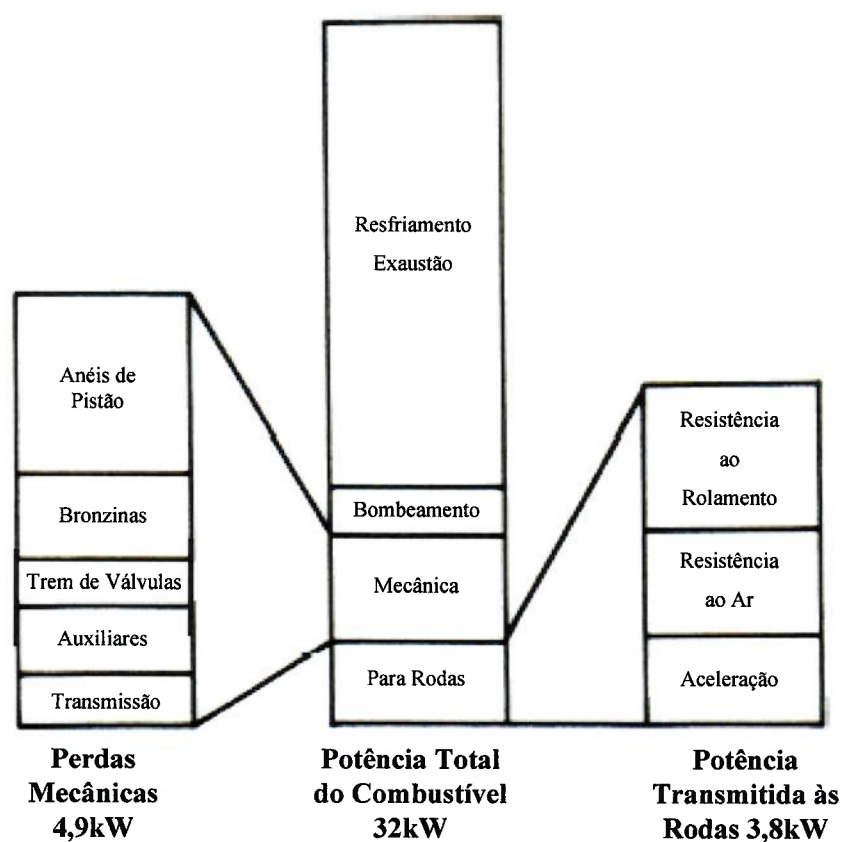 Anéis de
Pistão
Bronzinas
Trem de Válvulas
Auxiliares
Transmissão
Perdas
Mecânicas
4,9kW
Resfriamento
Exaustão
Bombeamento
Mecânica
Para Rodas
Potência Total
do Combustível
32kW
Resistência
ao
Rolamento
Resistência
ao Ar
Aceleração
Potência
Transmitida às
Rodas 3,8kW